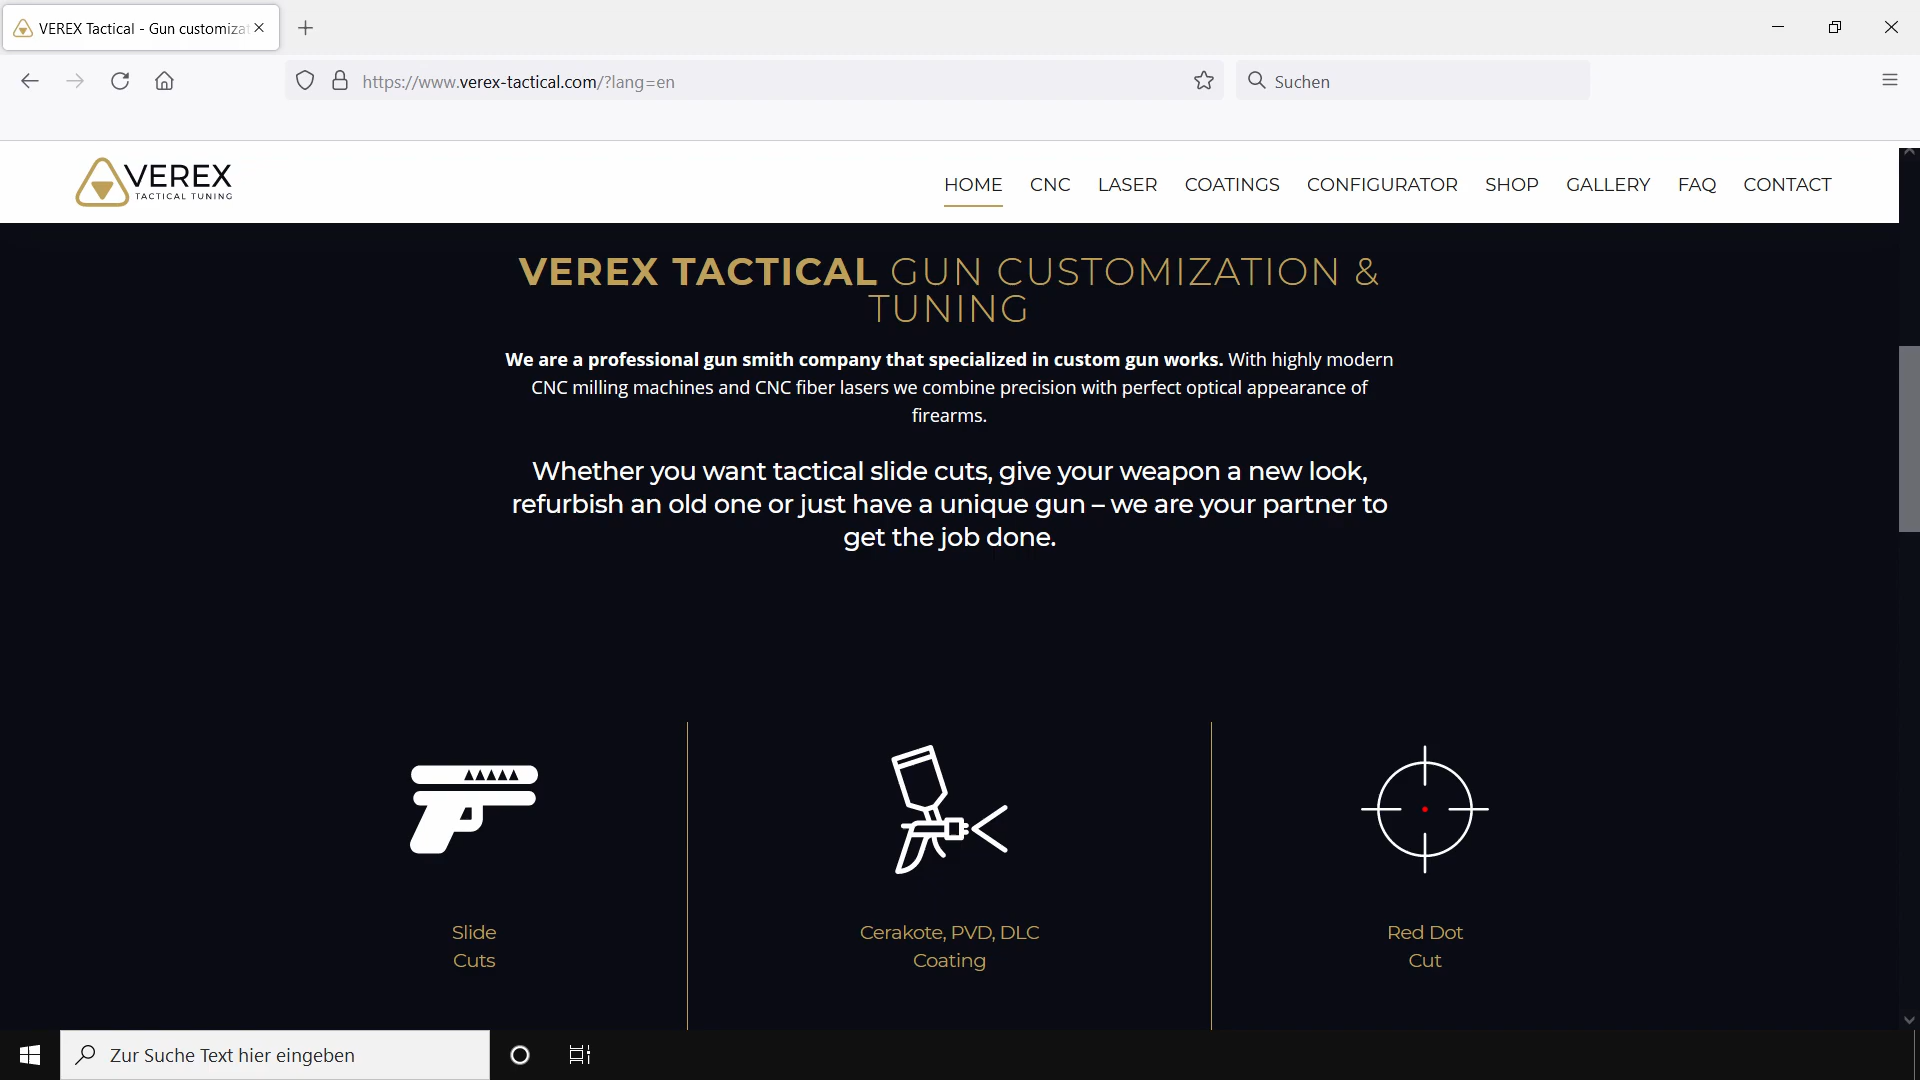 VEREX Tactical - Gun customizat
https://www.verex-tactical.com/?lang=en
Suchen
VEREX
TACTICAL TUNING
HOME CNC LASER COATINGS CONFIGURATOR SHOP GALLERY FAQ CONTACT
VEREX TACTICAL GUN CUSTOMIZATION &
TUNING
We are a professional gun smith company that specialized in custom gun works. With highly modern
CNC milling machines and CNC fiber lasers we combine precision with perfect optical appearance of
firearms.
Whether you want tactical slide cuts, give your weapon a new look,
refurbish an old one or just have a unique gun – we are your partner to
get the job done.
Slide
Cuts
Cerakote, PVD, DLC
Coating
Red Dot
Cut
Zur Suche Text hier eingeben